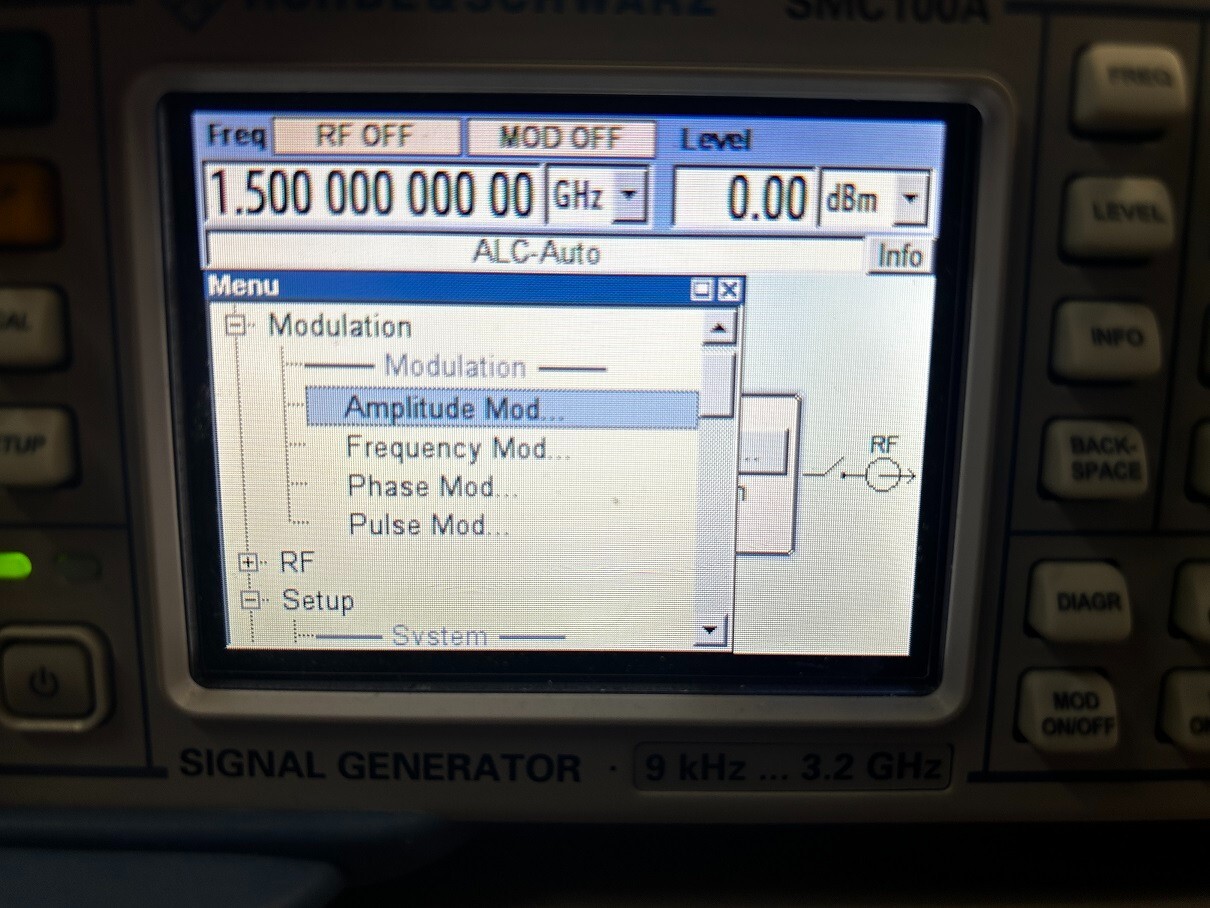 ROHDE&SCHWARZ SMC100A
Freq RF OFF MOD OFF Level
1.500 000 000 00 GHz 0.00 dBm
ALC-Auto Info
Menu
Modulation
Modulation
Amplitude Mod...
Frequency Mod...
Phase Mod...
Pulse Mod...
RF
Setup
System
RF
SIGNAL GENERATOR · 9 kHz ... 3.2 GHz
FREQ
LEVEL
INFO
BACK-
SPACE
DIAGR
MOD
ON/OFF